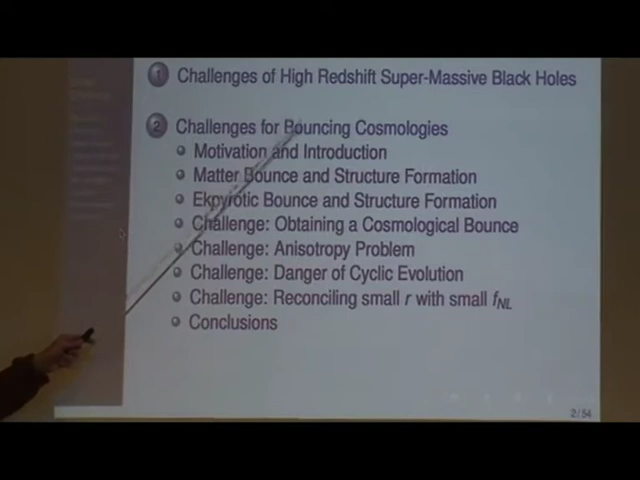 1 Challenges of High Redshift Super-Massive Black Holes
2 Challenges for Bouncing Cosmologies
Motivation and Introduction
Matter Bounce and Structure Formation
Ekpyrotic Bounce and Structure Formation
Challenge: Obtaining a Cosmological Bounce
Challenge: Anisotropy Problem
Challenge: Danger of Cyclic Evolution
Challenge: Reconciling small r with small fNL
Conclusions
2/54